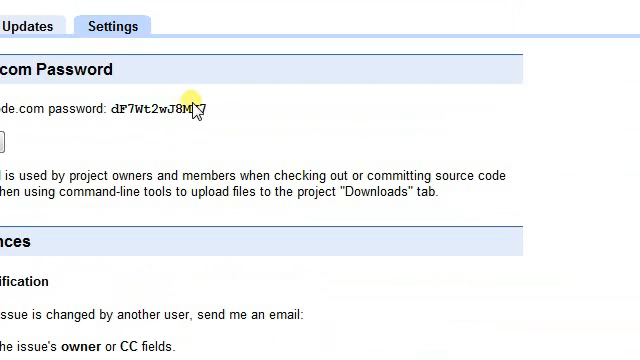 Updates Settings
com Password
ode.com password:
is used by project owners and members when checking out or committing source code
hen using command-line tools to upload files to the project "Downloads" tab.
nces
ification
issue is changed by another user, send me an email:
he issue's owner or CC fields.